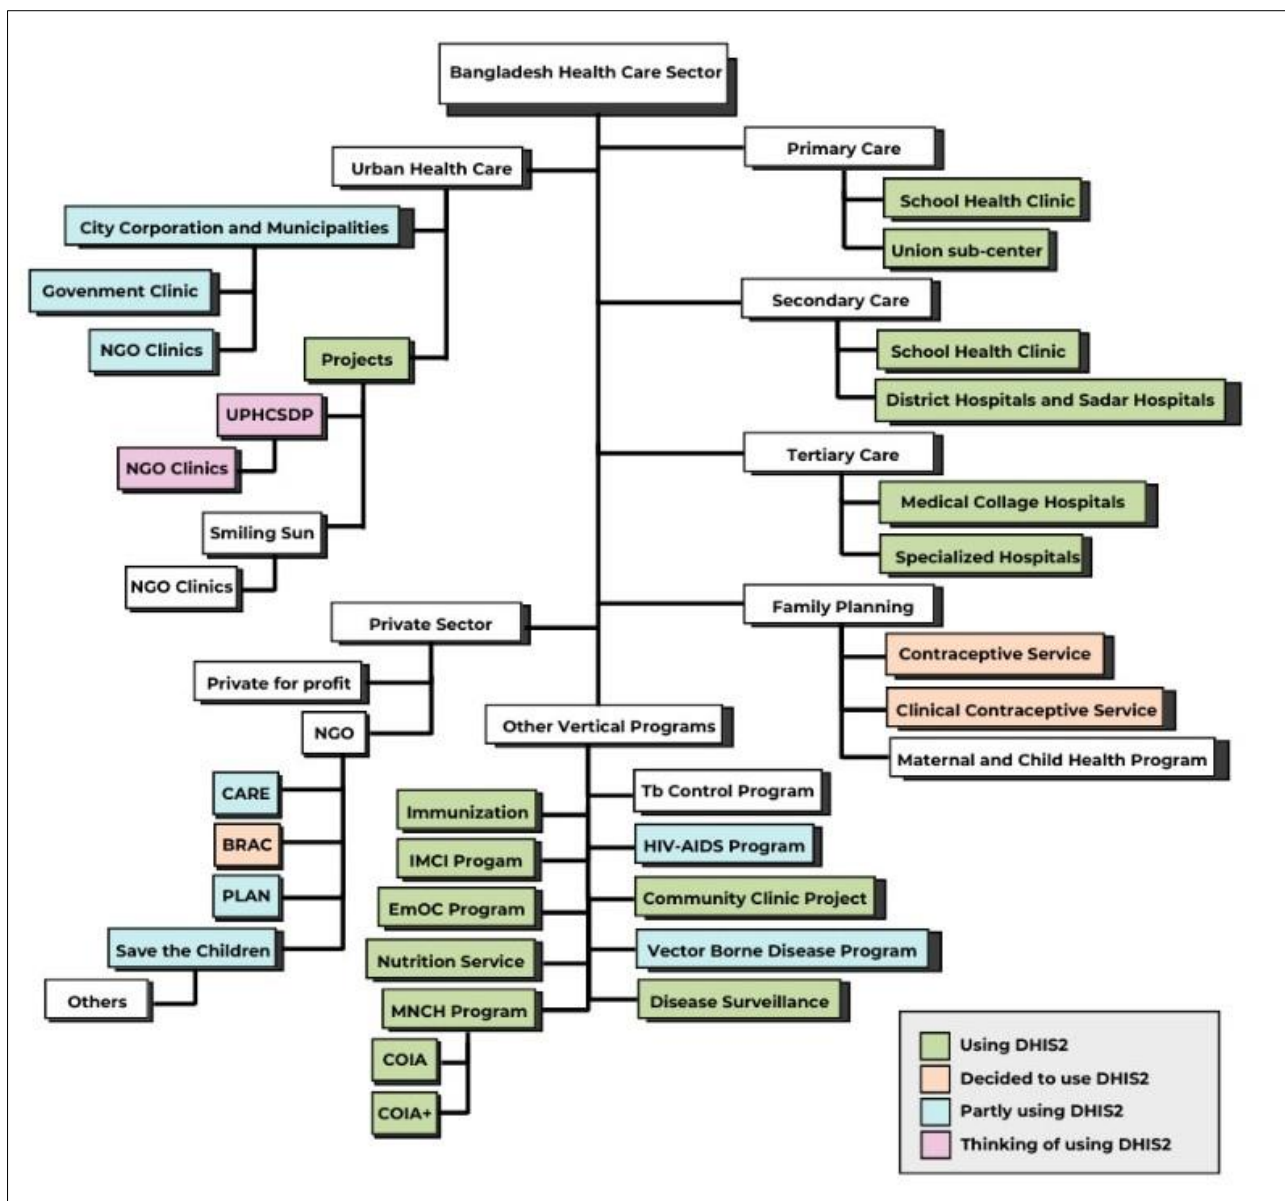 Bangladesh Health Care Sector
Urban Health Care
City Corporation and Municipalities
Govenment Clinic
NGO Clinics
Projects
UPHCSDP
NGO Clinics
Smiling Sun
NGO Clinics
Private Sector
Private for profit
NGO
CARE
BRAC
PLAN
Save the Children
Others
Primary Care
School Health Clinic
Union sub-center
Secondary Care
School Health Clinic
District Hospitals and Sadar Hospitals
Tertiary Care
Medical Collage Hospitals
Specialized Hospitals
Family Planning
Contraceptive Service
Clinical Contraceptive Service
Maternal and Child Health Program
Other Vertical Programs
Immunization
IMCI Progam
EmOC Program
Nutrition Service
MNCH Program
COIA
COIA+
Tb Control Program
HIV-AIDS Program
Community Clinic Project
Vector Borne Disease Program
Disease Surveillance
Using DHIS2
Decided to use DHIS2
Partly using DHIS2
Thinking of using DHIS2